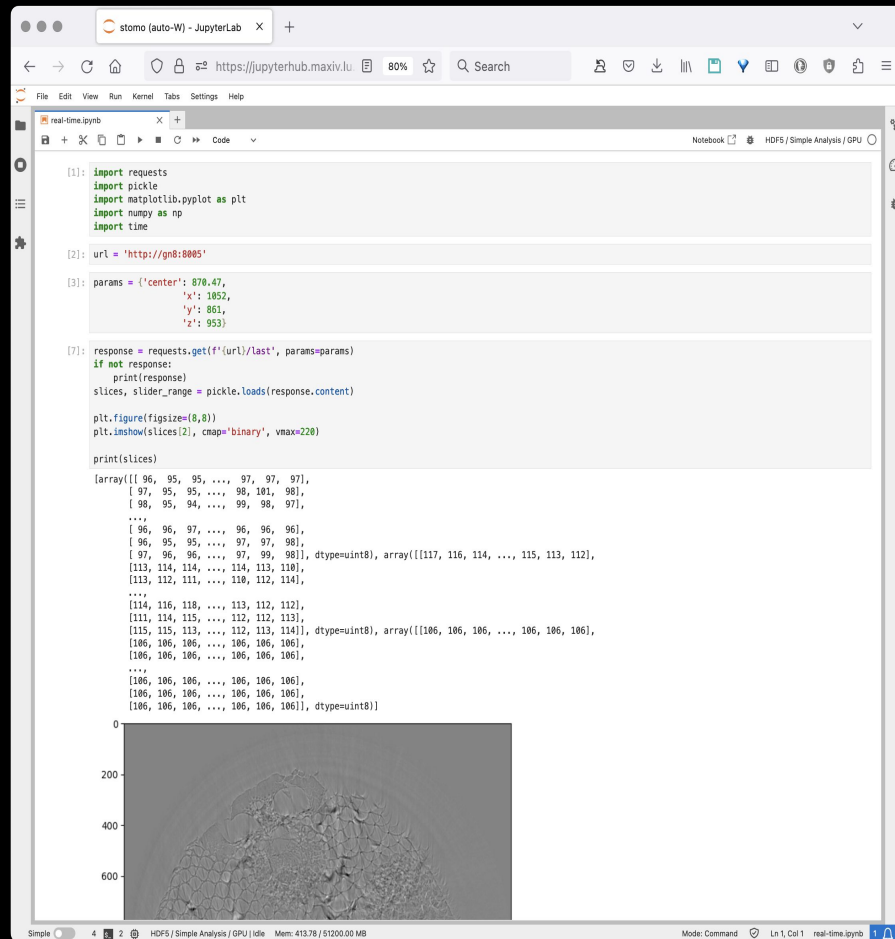 stomo (auto-W) - JupyterLab
https://jupyterhub.maxiv.lu
80%
Search
File Edit View Run Kernel Tabs Settings Help
real-time.ipynb
Code
Notebook
HDF5 / Simple Analysis / GPU
[1]: import requests
import pickle
import matplotlib.pyplot as plt
import numpy as np
import time
[2]: url = 'http://gn8:8005'
[3]: params = {'center': 870.47,
'x': 1052,
'y': 861,
'z': 953}
[7]: response = requests.get(f'{url}/last', params=params)
if not response:
print(response)
slices, slider_range = pickle.loads(response.content)
plt.figure(figsize=(8,8))
plt.imshow(slices[2], cmap='binary', vmax=220)
print(slices)
[array([[ 96, 95, 95, ..., 97, 97, 97],
[ 97, 95, 95, ..., 98, 101, 98],
[ 98, 95, 94, ..., 99, 98, 97],
...,
[ 96, 96, 97, ..., 96, 96, 96],
[ 96, 95, 95, ..., 97, 97, 98],
[ 97, 96, 96, ..., 97, 99, 98]], dtype=uint8), array([[117, 116, 114, ..., 115, 113, 112],
[113, 114, 114, ..., 114, 113, 110],
[113, 112, 111, ..., 110, 112, 114],
...,
[114, 116, 118, ..., 113, 112, 112],
[111, 114, 115, ..., 112, 112, 113],
[115, 115, 113, ..., 112, 113, 114]], dtype=uint8), array([[106, 106, 106, ..., 106, 106, 106],
[106, 106, 106, ..., 106, 106, 106],
[106, 106, 106, ..., 106, 106, 106],
...,
[106, 106, 106, ..., 106, 106, 106],
[106, 106, 106, ..., 106, 106, 106],
[106, 106, 106, ..., 106, 106, 106]], dtype=uint8)]
0
200
400
600
Simple 4 2 HDF5 / Simple Analysis / GPU | Idle Mem: 413.78 / 51200.00 MB
Mode: Command Ln 1, Col 1 real-time.ipynb 1